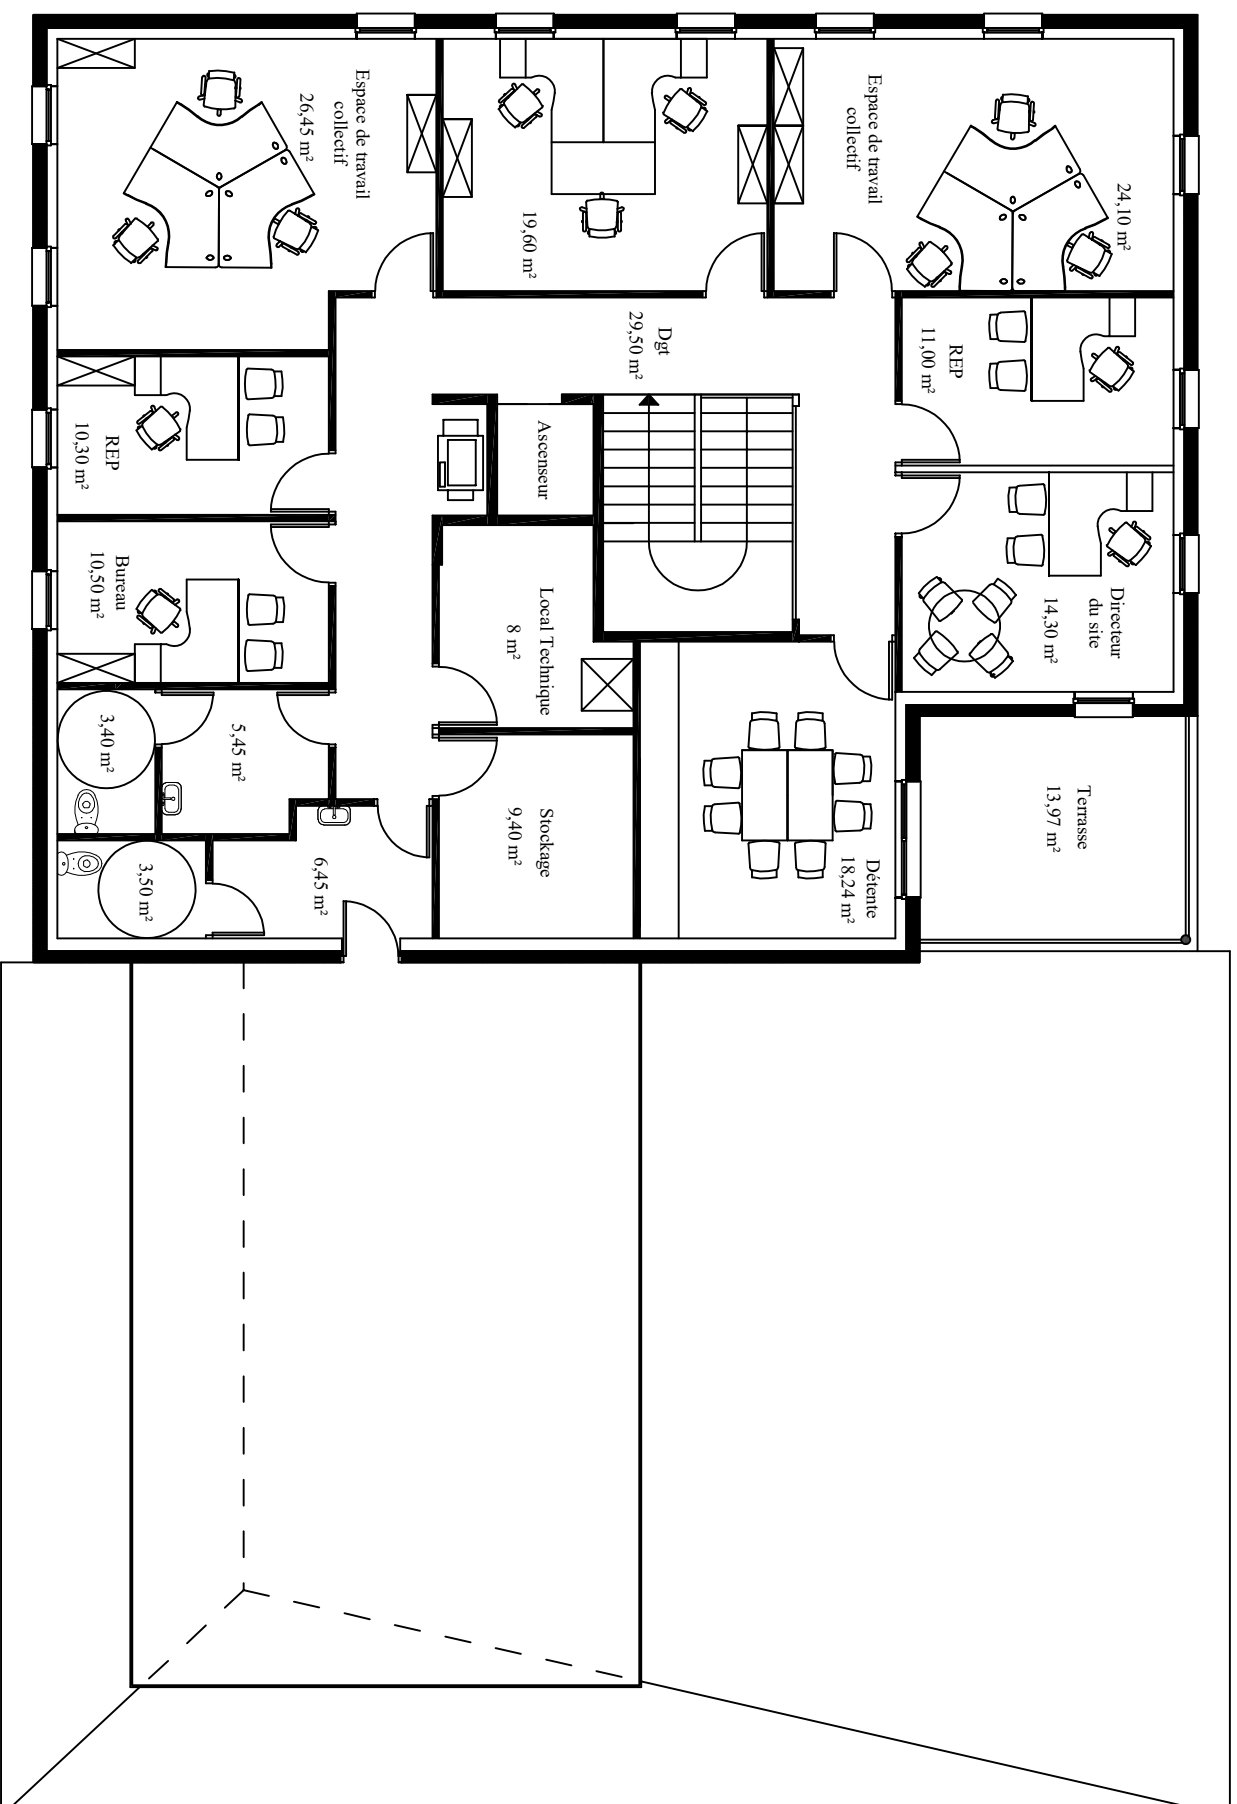 Espace de travail
collectif
26,45 m²
19,60 m²
Espace de travail
collectif
24,10 m²
Dgt
29,50 m²
REP
11,00 m²
REP
10,30 m²
Ascenseur
Bureau
10,50 m²
Local Technique
8 m²
Directeur
du site
14,30 m²
3,40 m²
5,45 m²
3,50 m²
6,45 m²
Stockage
9,40 m²
Détente
18,24 m²
Terrasse
13,97 m²